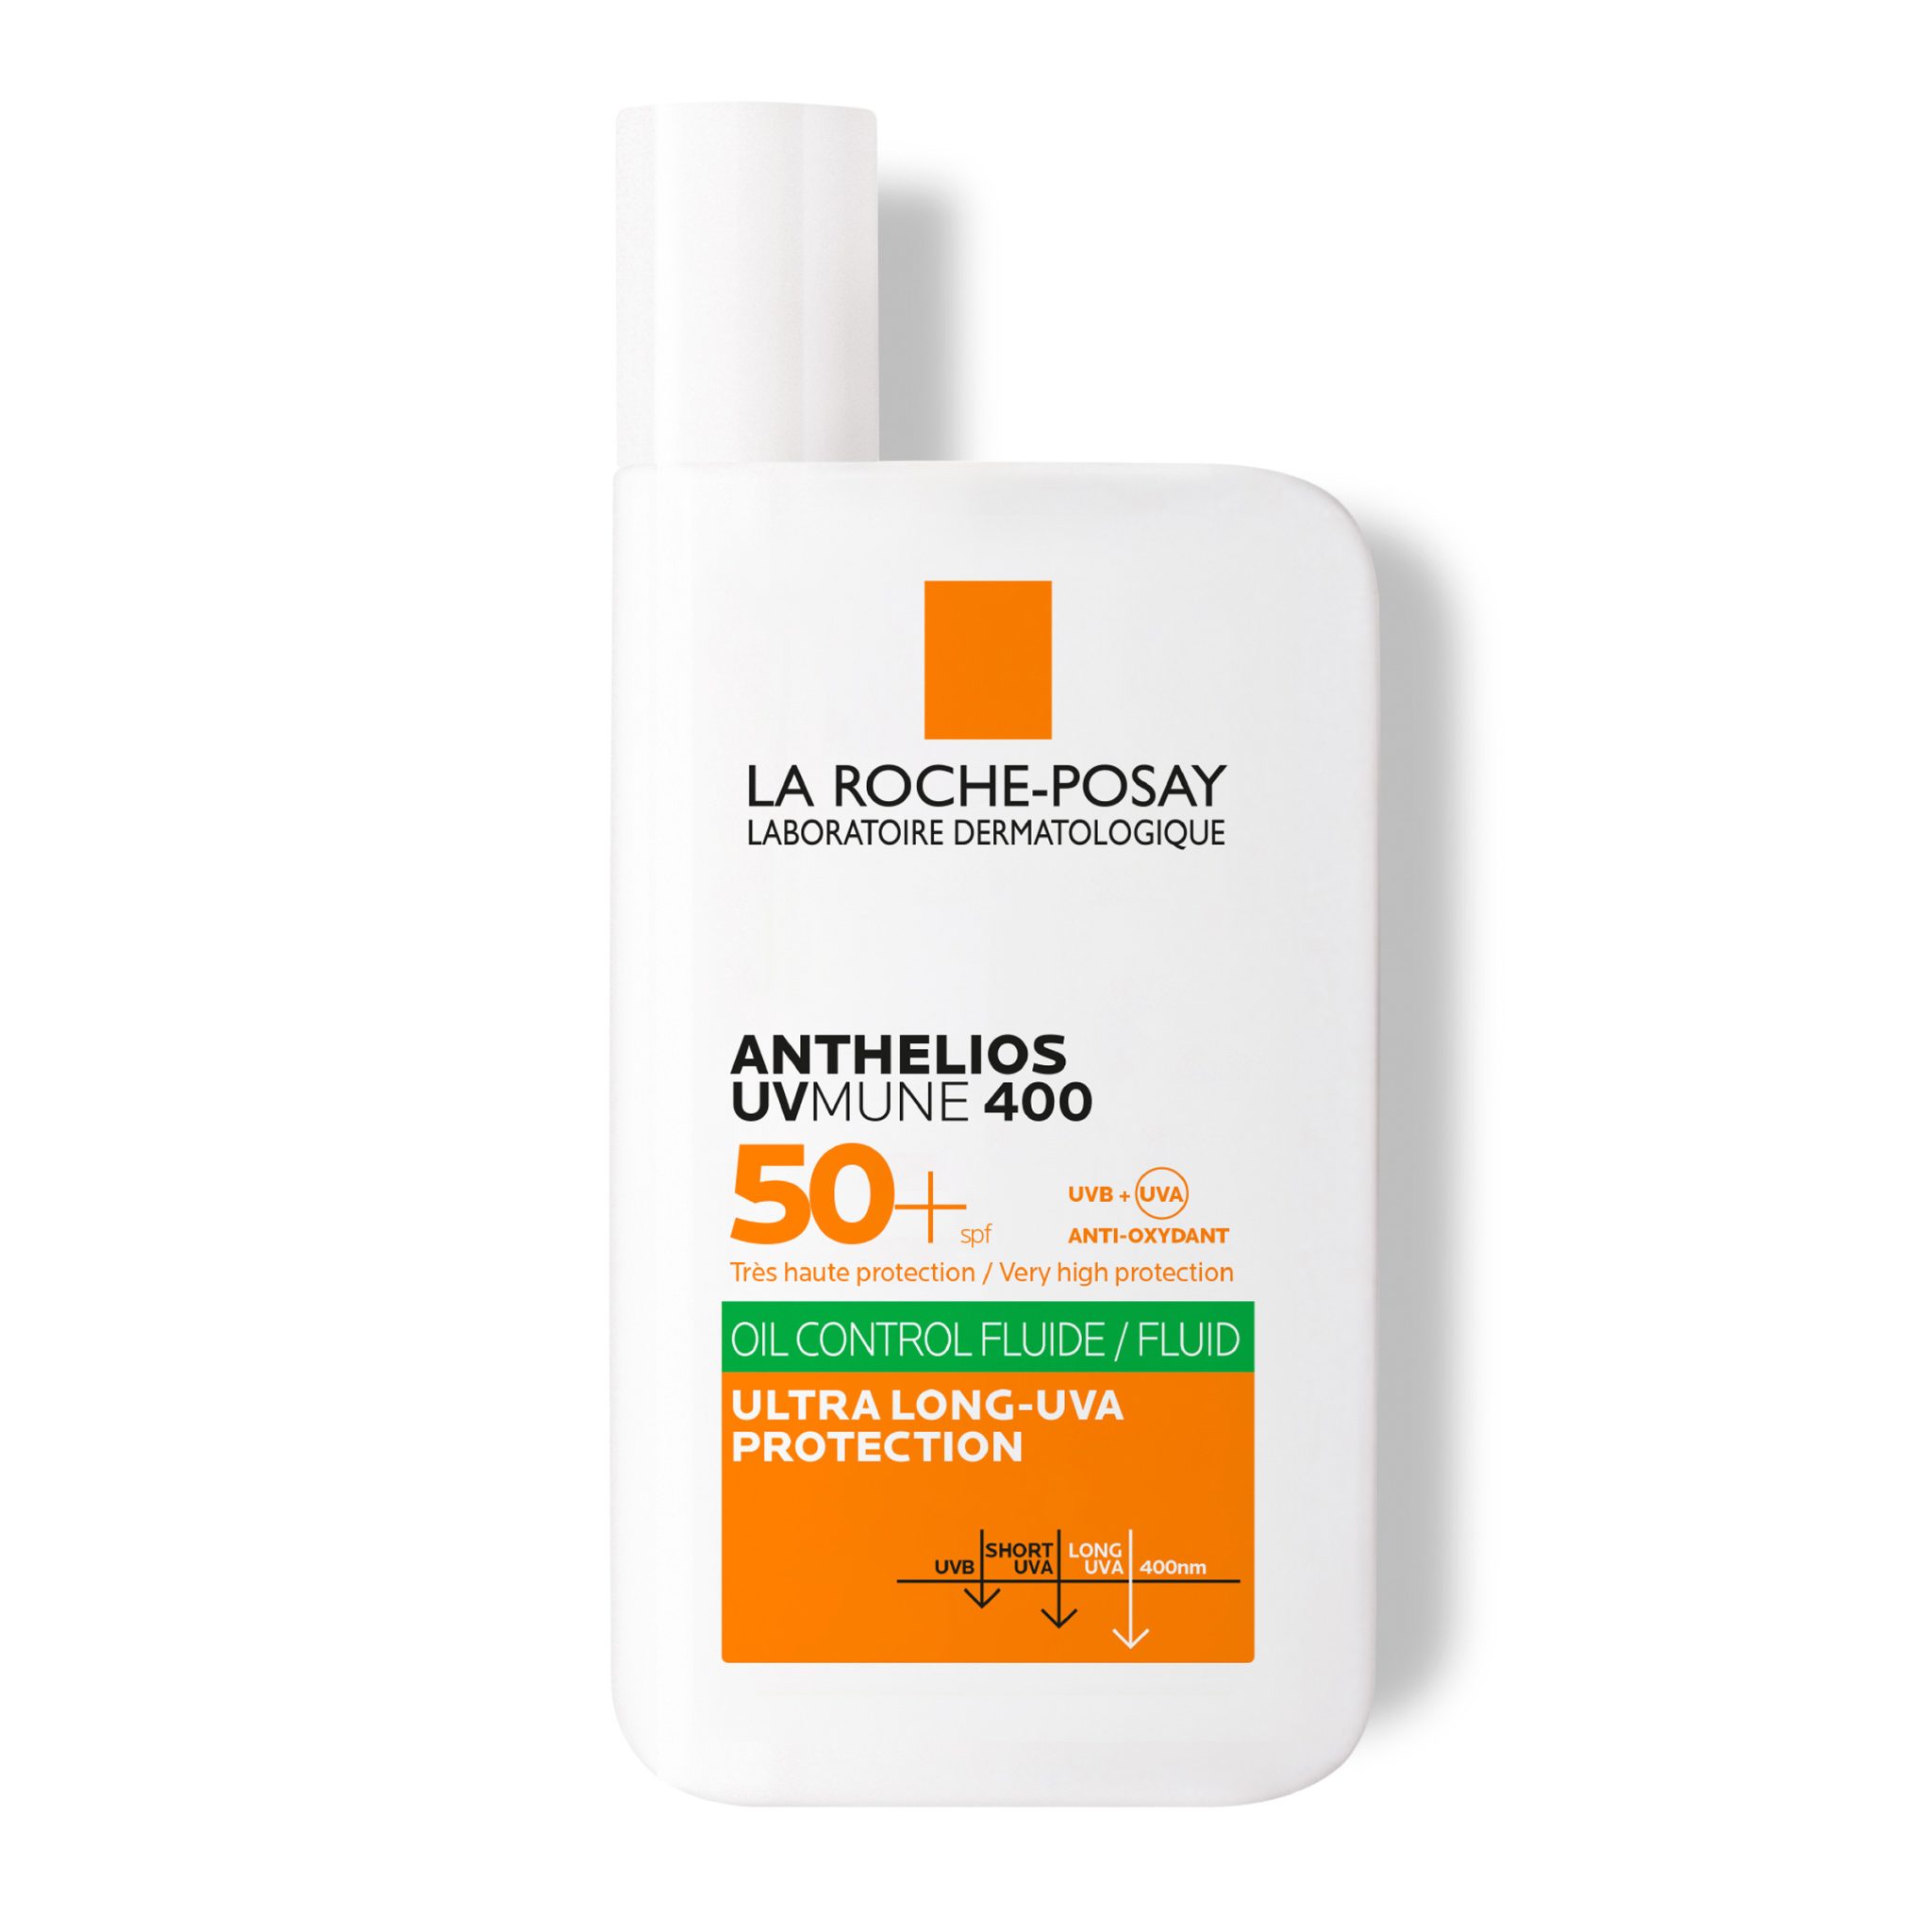 LA ROCHE-POSAY
LABORATOIRE DERMATOLOGIQUE
ANTHELIOS
UVMUNE 400
50+ spf
UVB + UVA
ANTI-OXYDANT
Très haute protection / Very high protection
OIL CONTROL FLUIDE / FLUID
ULTRA LONG-UVA
PROTECTION
UVB
SHORT
UVA
LONG
UVA
400nm